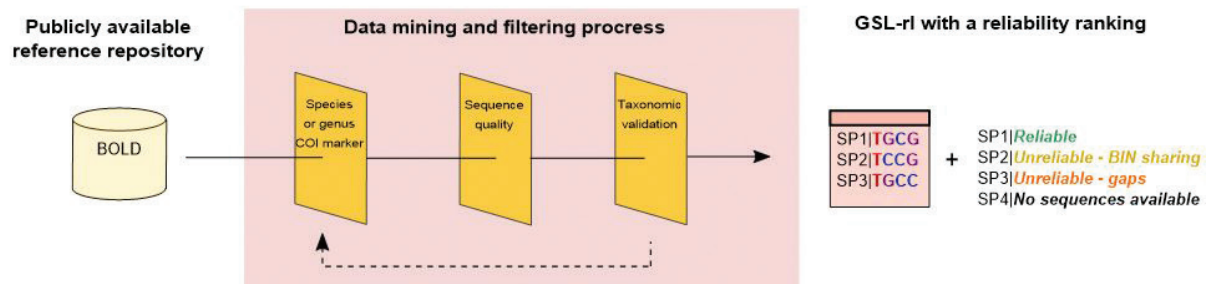 Publicly available
reference repository
BOLD
Data mining and filtering procress
Species
or genus
COI marker
Sequence
quality
Taxonomic
validation
GSL-rl with a reliability ranking
SP1|TGCG
SP2|TCCG
SP3|TGCC
+
SP1|Reliable
SP2|Unreliable - BIN sharing
SP3|Unreliable - gaps
SP4|No sequences available